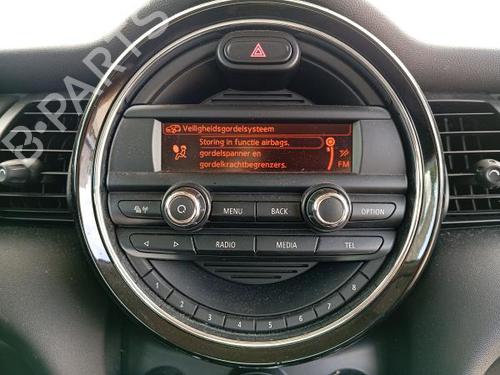 B-PARTS
Veiligheidsgordelsysteem
Storing in functie airbags,
gordelspanner en
gordelkrachtbegrenzers.
FM
MENU
BACK
OPTION
RADIO
MEDIA
TEL
1
2
3
4
5
6
7
8